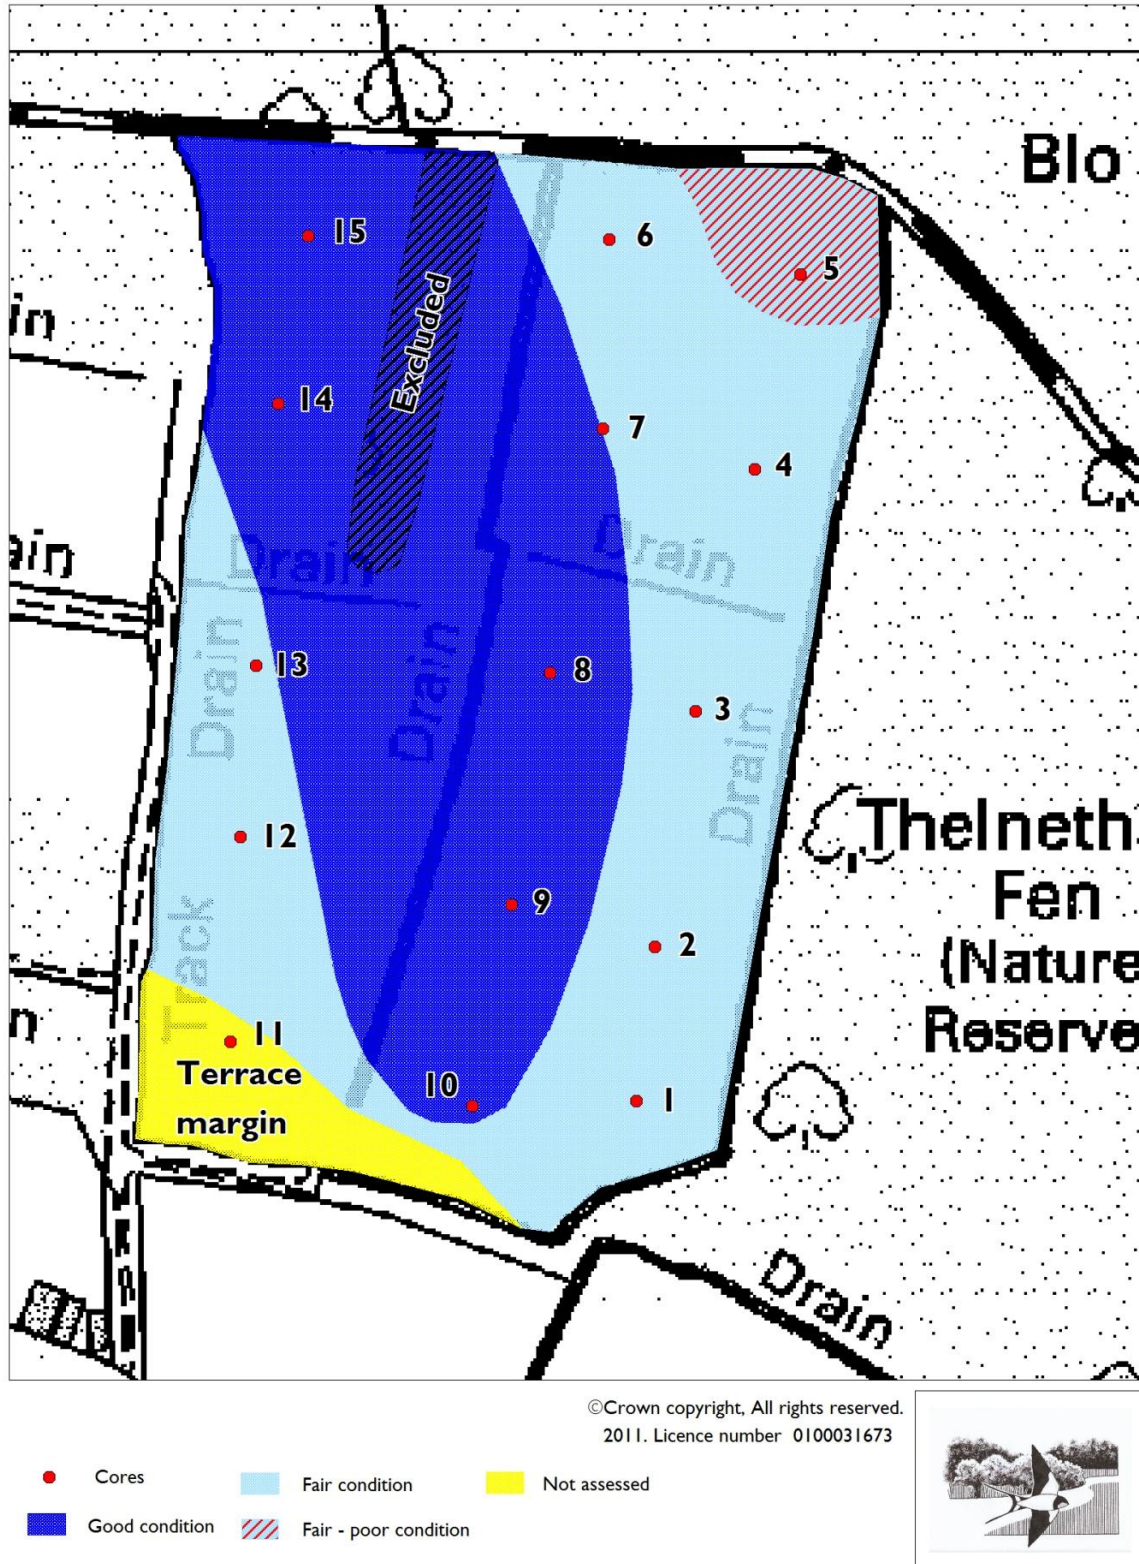 Blo
15
6
5
in
Excluded
14
7
4
Drain
Drain
ain
Drain
13
Drain
8
3
Drain
12
Thelneth
Fen
(Nature
Reserve
9
2
Track
n
11
Terrace
margin
10
1
Drain
©Crown copyright, All rights reserved.
2011. Licence number 0100031673
Cores
Fair condition
Not assessed
Good condition
Fair - poor condition